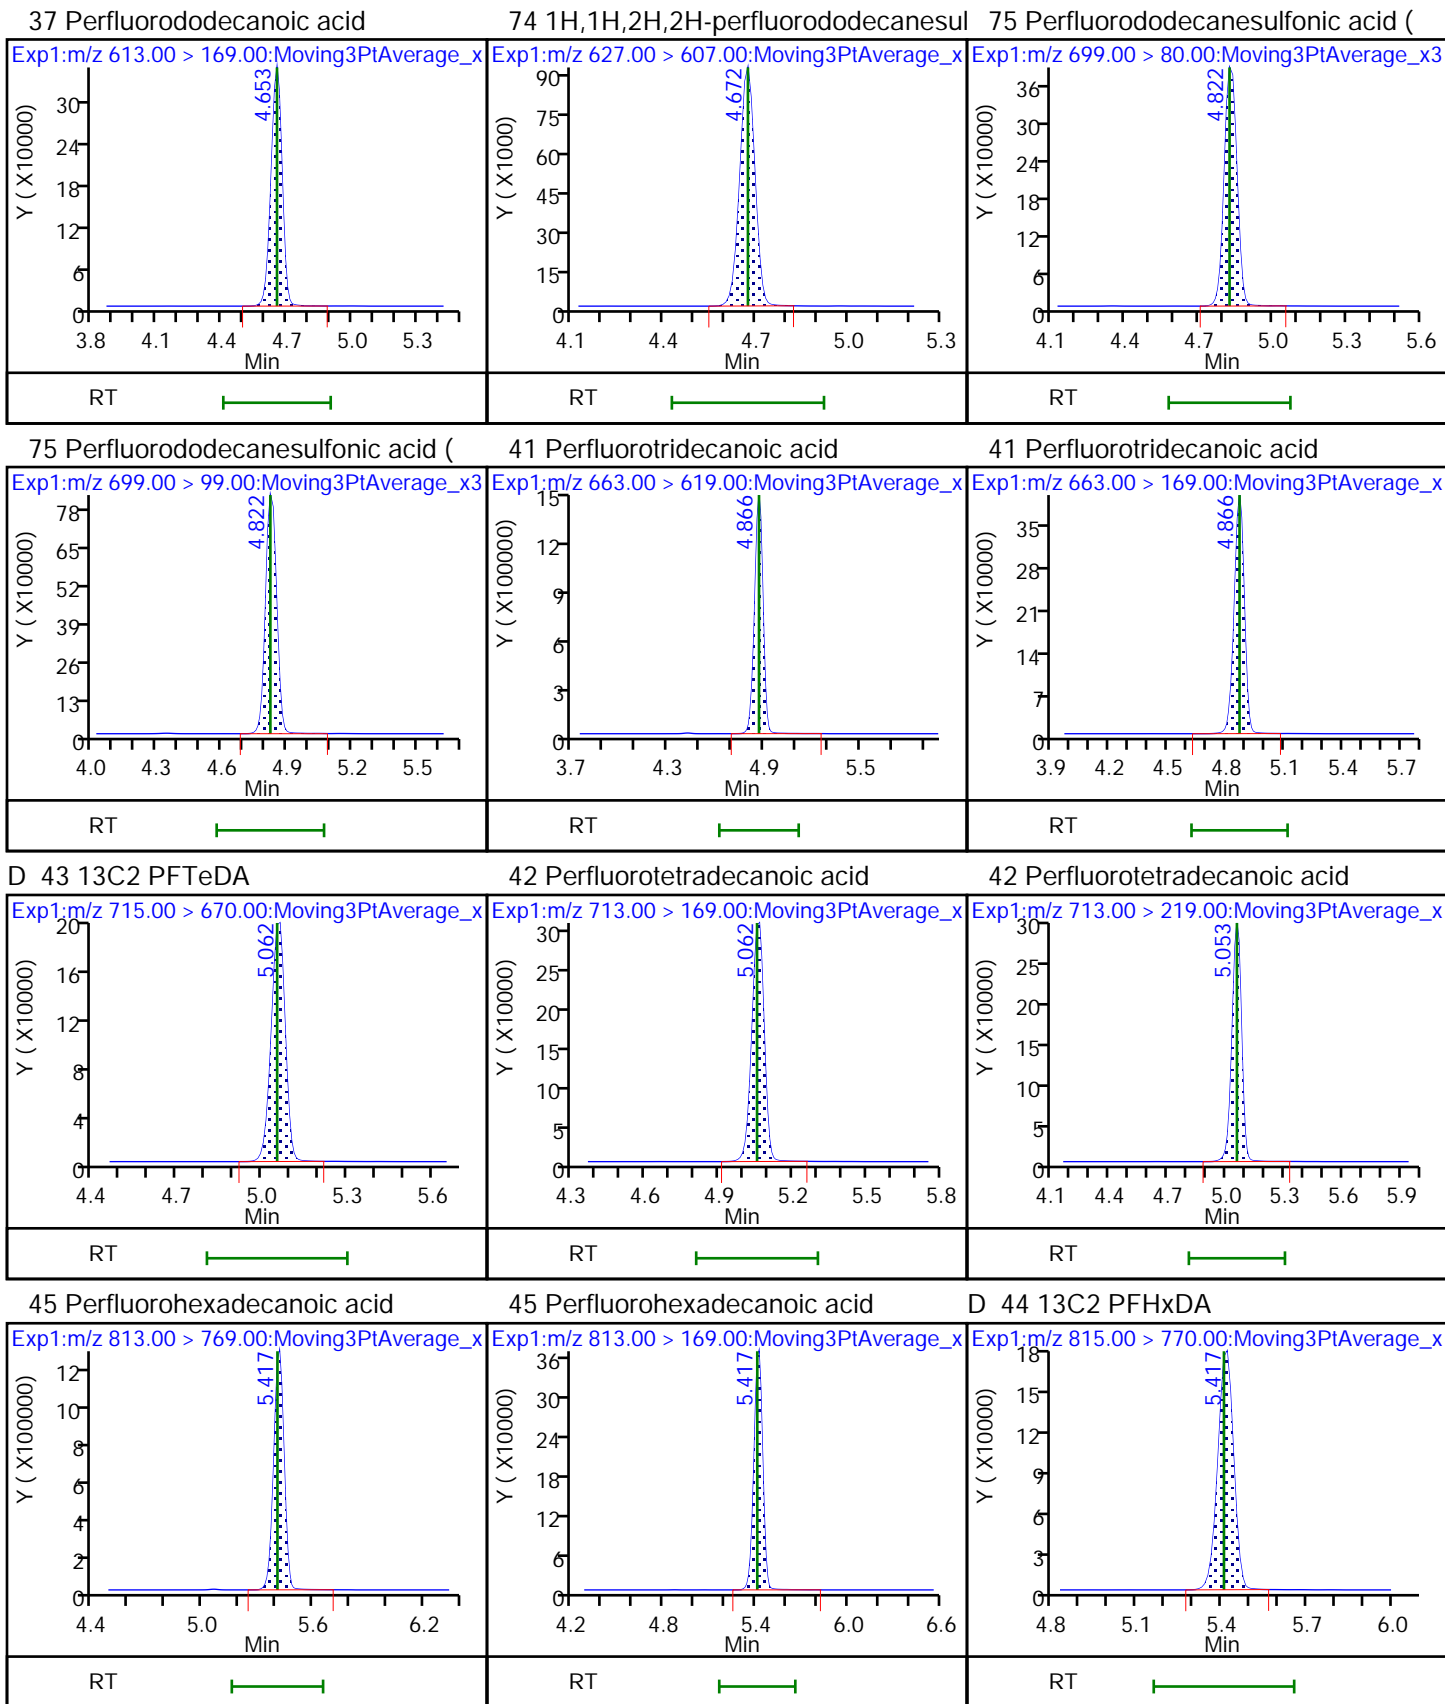 37 Perfluorododecanoic acid
Exp1:m/z 613.00 > 169.00:Moving3PtAverage_x
Y ( X10000)
30
24
18
12
6
0
4.653
3.8 4.1 4.4 4.7 5.0 5.3
Min
RT
74 1H,1H,2H,2H-perfluorododecanesul
Exp1:m/z 627.00 > 607.00:Moving3PtAverage_x
Y ( X1000)
90
75
60
45
30
15
0
4.672
4.1 4.4 4.7 5.0 5.3
Min
RT
75 Perfluorododecanesulfonic acid (
Exp1:m/z 699.00 > 80.00:Moving3PtAverage_x3
Y ( X10000)
36
30
24
18
12
6
0
4.822
4.1 4.4 4.7 5.0 5.3 5.6
Min
RT
75 Perfluorododecanesulfonic acid (
Exp1:m/z 699.00 > 99.00:Moving3PtAverage_x3
Y ( X10000)
78
65
52
39
26
13
0
4.822
4.0 4.3 4.6 4.9 5.2 5.5
Min
RT
41 Perfluorotridecanoic acid
Exp1:m/z 663.00 > 619.00:Moving3PtAverage_x
Y ( X100000)
15
12
9
6
3
0
4.866
3.7 4.3 4.9 5.5
Min
RT
41 Perfluorotridecanoic acid
Exp1:m/z 663.00 > 169.00:Moving3PtAverage_x
Y ( X10000)
35
28
21
14
7
0
4.866
3.9 4.2 4.5 4.8 5.1 5.4 5.7
Min
RT
D 43 13C2 PFTeDA
Exp1:m/z 715.00 > 670.00:Moving3PtAverage_x
Y ( X10000)
20
16
12
8
4
0
5.062
4.4 4.7 5.0 5.3 5.6
Min
RT
42 Perfluorotetradecanoic acid
Exp1:m/z 713.00 > 169.00:Moving3PtAverage_x
Y ( X10000)
30
25
20
15
10
5
0
5.062
4.3 4.6 4.9 5.2 5.5 5.8
Min
RT
42 Perfluorotetradecanoic acid
Exp1:m/z 713.00 > 219.00:Moving3PtAverage_x
Y ( X10000)
30
25
20
15
10
5
0
5.053
4.1 4.4 4.7 5.0 5.3 5.6 5.9
Min
RT
45 Perfluorohexadecanoic acid
Exp1:m/z 813.00 > 769.00:Moving3PtAverage_x
Y ( X100000)
12
10
8
6
4
2
0
5.417
4.4 5.0 5.6 6.2
Min
RT
45 Perfluorohexadecanoic acid
Exp1:m/z 813.00 > 169.00:Moving3PtAverage_x
Y ( X10000)
36
30
24
18
12
6
0
5.417
4.2 4.8 5.4 6.0 6.6
Min
RT
D 44 13C2 PFHxDA
Exp1:m/z 815.00 > 770.00:Moving3PtAverage_x
Y ( X10000)
18
15
12
9
6
3
0
5.417
4.8 5.1 5.4 5.7 6.0
Min
RT